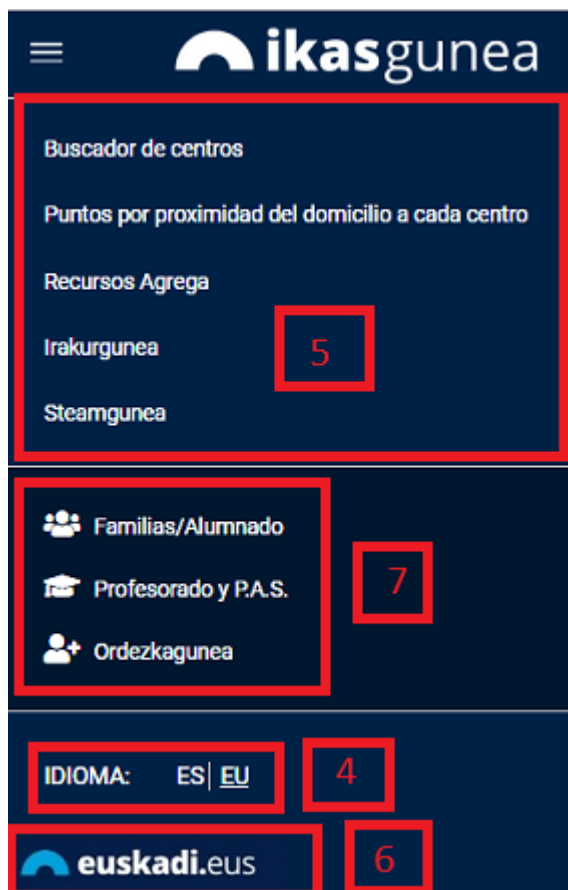 ikasgunea
Buscador de centros
Puntos por proximidad del domicilio a cada centro
Recursos Agrega
Irakurgunea
5
Steamgunea
Familias/Alumnado
Profesorado y P.A.S.
7
Ordezkagunea
IDIOMA: ES| EU
4
euskadi.eus
6